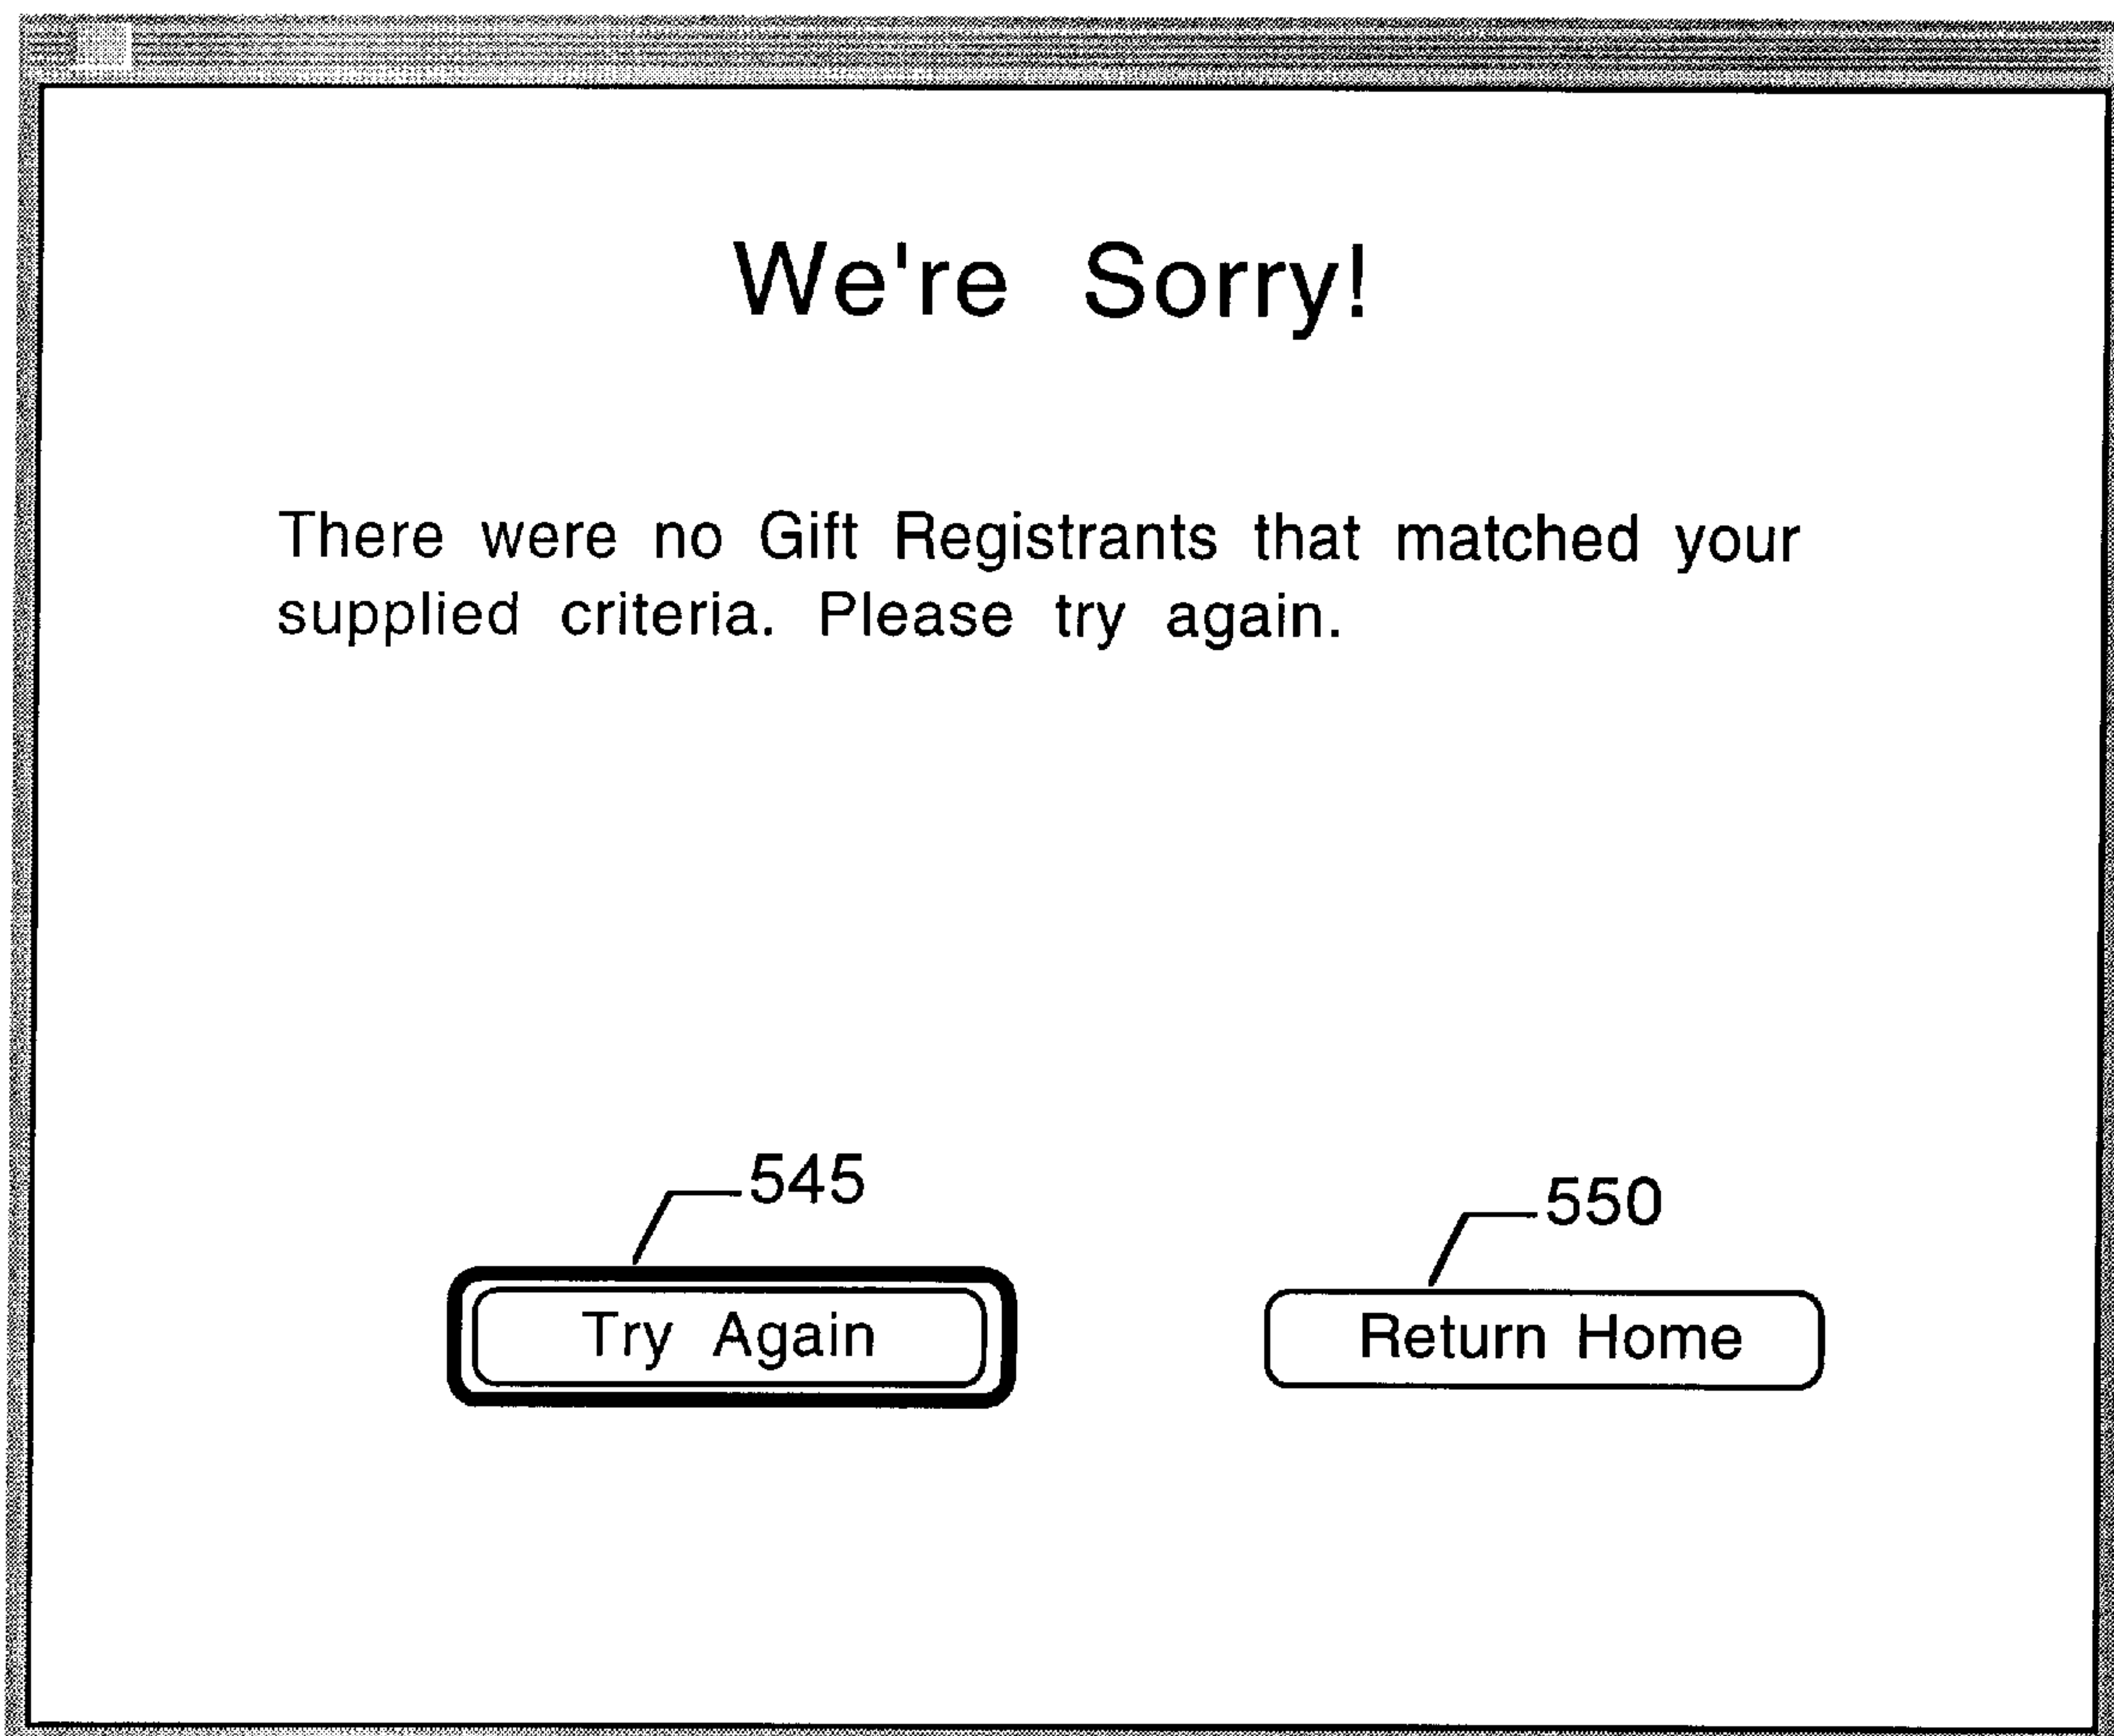 We're Sorry!
There were no Gift Registrants that matched your
supplied criteria. Please try again.
545
550
Try Again
Return Home